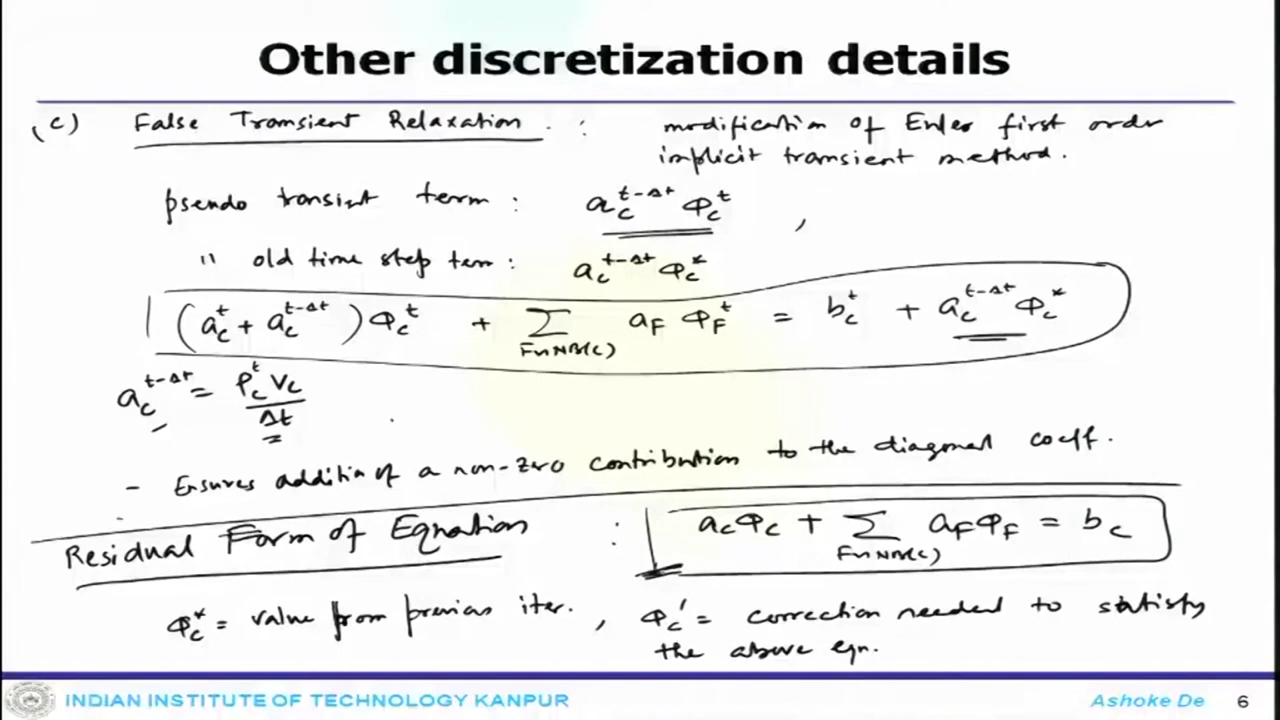 Other discretization details
(c) False Transient Relaxation : modification of Euler first order
implicit transient method.
pseudo transient term : a_C^{t-Δt} Φ_C^t ,
" old time step term : a_C^{t-Δt} Φ_C^*
(a_C^t + a_C^{t-Δt}) Φ_C^t + Σ_{F~NB(C)} a_F Φ_F^t = b_C^t + a_C^{t-Δt} Φ_C^*
a_C^{t-Δt} = ρ_C^t V_C / Δt
- Ensures addition of a non-zero contribution to the diagonal coeff.
Residual Form of Equation : a_C Φ_C + Σ_{F~NB(C)} a_F Φ_F = b_C
Φ_C^* = value from previous iter. , Φ_C' = correction needed to satisfy
the above eqn.
INDIAN INSTITUTE OF TECHNOLOGY KANPUR
Ashoke De 6